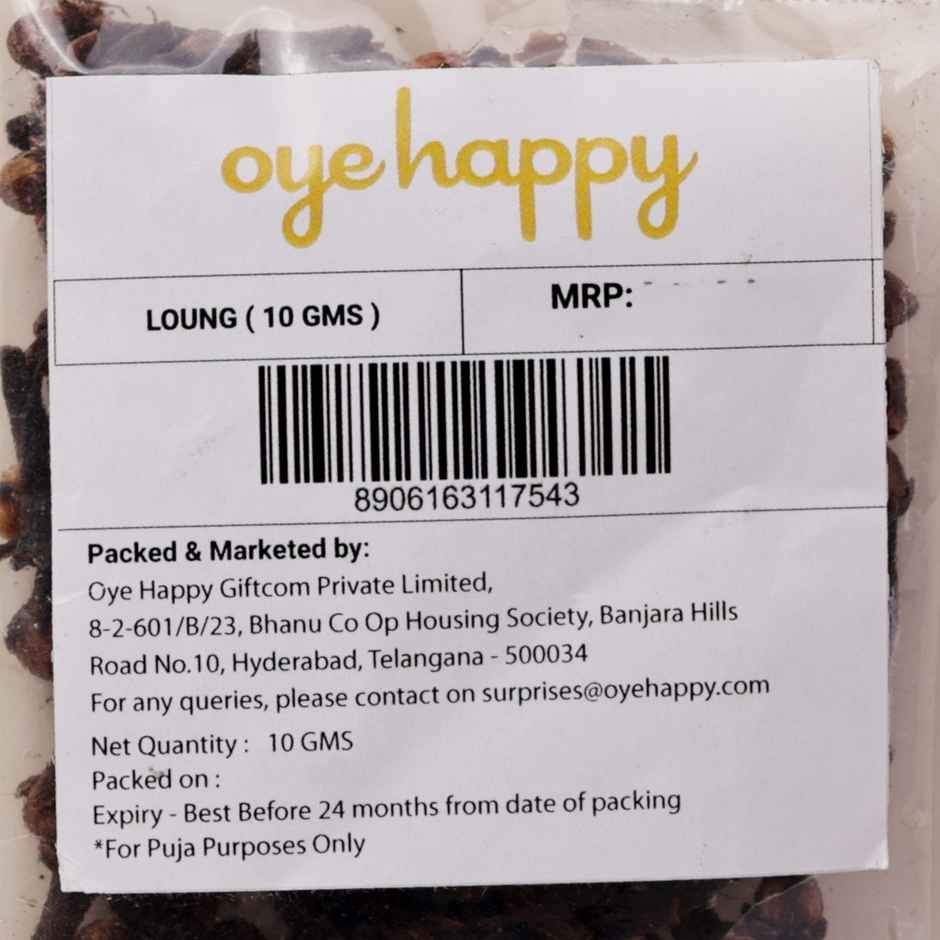 oye happy
LOUNG ( 10 GMS )
MRP:
8906163117543
Packed & Marketed by:
Oye Happy Giftcom Private Limited,
8-2-601/B/23, Bhanu Co Op Housing Society, Banjara Hills
Road No.10, Hyderabad, Telangana - 500034
For any queries, please contact on surprises@oyehappy.com
Net Quantity : 10 GMS
Packed on :
Expiry - Best Before 24 months from date of packing
*For Puja Purposes Only